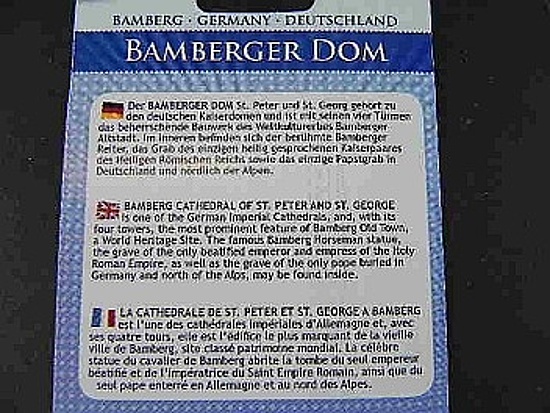 BAMBERG · GERMANY · DEUTSCHLAND
BAMBERGER DOM
Der BAMBERGER DOM St. Peter und St. Georg gehört zu
den deutschen Kaiserdomen und ist mit seinen vier Türmen
das beherrschende Bauwerk des Weltkulturerbes Bamberger
Altstadt. Im Inneren befinden sich der berühmte Bamberger
Reiter, das Grab des einzigen heilig gesprochenen Kaiserpaares
des Heiligen Römischen Reichs sowie das einzige Papstgrab in
Deutschland und nördlich der Alpen.
BAMBERG CATHEDRAL OF ST. PETER AND ST. GEORGE
is one of the German Imperial Cathedrals, and, with its
four towers, the most prominent feature of Bamberg Old Town,
a World Heritage Site. The famous Bamberg Horseman statue,
the grave of the only beatified emperor and empress of the Holy
Roman Empire, as well as the grave of the only pope buried in
Germany and north of the Alps, may be found inside.
LA CATHEDRALE DE ST. PETER ET ST. GEORGE A BAMBERG
est l'une des cathédrales impériales d'Allemagne et, avec
ses quatre tours, elle est l'édifice le plus marquant de la vieille
ville de Bamberg, site classé patrimoine mondial. La célèbre
statue du cavalier de Bamberg abrite la tombe du seul empereur
béatifié et de l'impératrice du Saint Empire Romain, ainsi que du
seul pape enterré en Allemagne et au nord des Alpes.